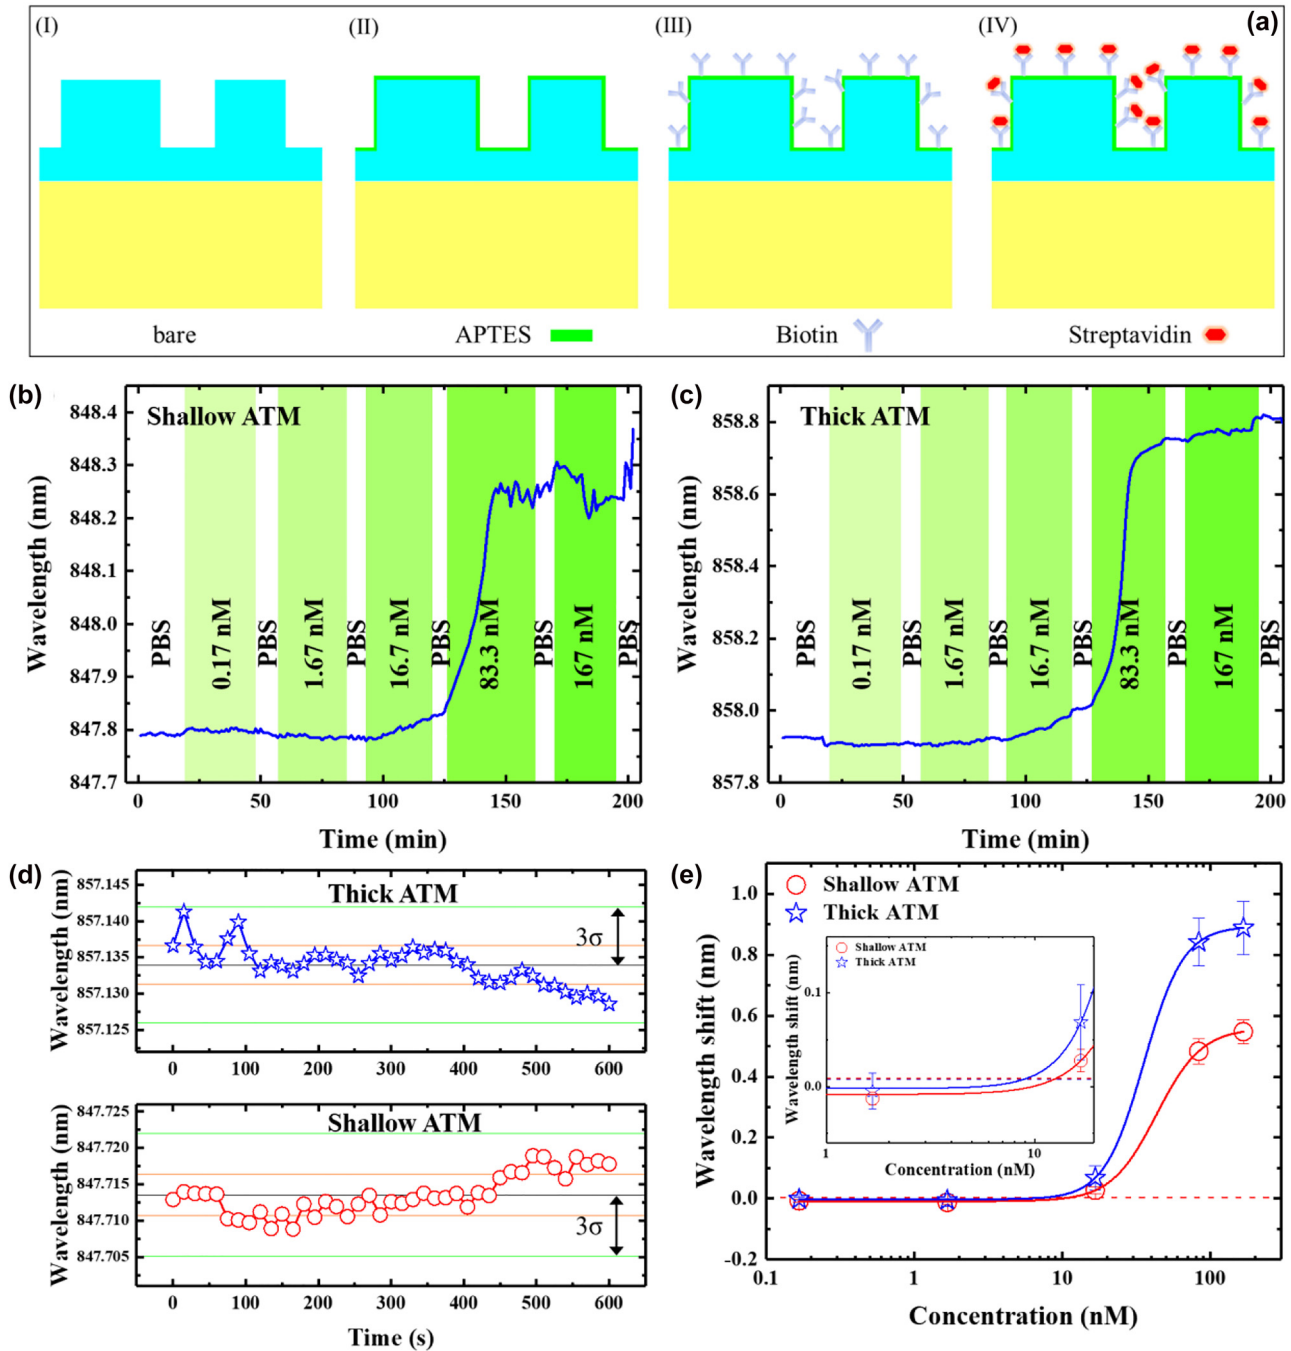 (I) (II) (III) (IV) (a)
bare APTES Biotin Streptavidin
(b)
Shallow ATM
Wavelength (nm)
848.4
848.3
848.2
848.1
848.0
847.9
847.8
847.7
PBS 0.17 nM PBS 1.67 nM PBS 16.7 nM PBS 83.3 nM PBS 167 nM PBS
0 50 100 150 200
Time (min)
(c)
Thick ATM
Wavelength (nm)
858.8
858.6
858.4
858.2
858.0
857.8
PBS 0.17 nM PBS 1.67 nM PBS 16.7 nM PBS 83.3 nM PBS 167 nM PBS
0 50 100 150 200
Time (min)
(d)
Thick ATM
Wavelength (nm)
857.145
857.140
857.135
857.130
857.125
3σ
0 100 200 300 400 500 600
Shallow ATM
Wavelength (nm)
847.725
847.720
847.715
847.710
847.705
3σ
0 100 200 300 400 500 600
Time (s)
(e)
Shallow ATM
Thick ATM
Wavelength shift (nm)
1.0
0.8
0.6
0.4
0.2
0.0
-0.2
Shallow ATM
Thick ATM
Wavelength shift (nm)
0.1
0.0
1 10
Concentration (nM)
0.1 1 10 100
Concentration (nM)